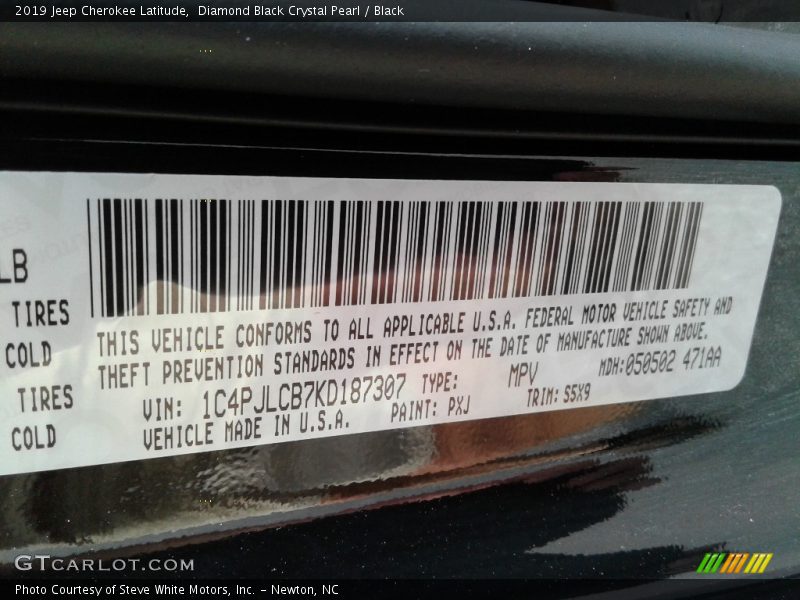 2019 Jeep Cherokee Latitude,  Diamond Black Crystal Pearl / Black
LB
TIRES
COLD
TIRES
COLD
THIS VEHICLE CONFORMS TO ALL APPLICABLE U.S.A. FEDERAL MOTOR VEHICLE SAFETY AND
THEFT PREVENTION STANDARDS IN EFFECT ON THE DATE OF MANUFACTURE SHOWN ABOVE.
VIN: 1C4PJLCB7KD187307 TYPE: MPV MDH:050502 471AA
VEHICLE MADE IN U.S.A. PAINT: PXJ TRIM: S5X9
GTCARLOT.COM
Photo Courtesy of Steve White Motors, Inc. - Newton, NC